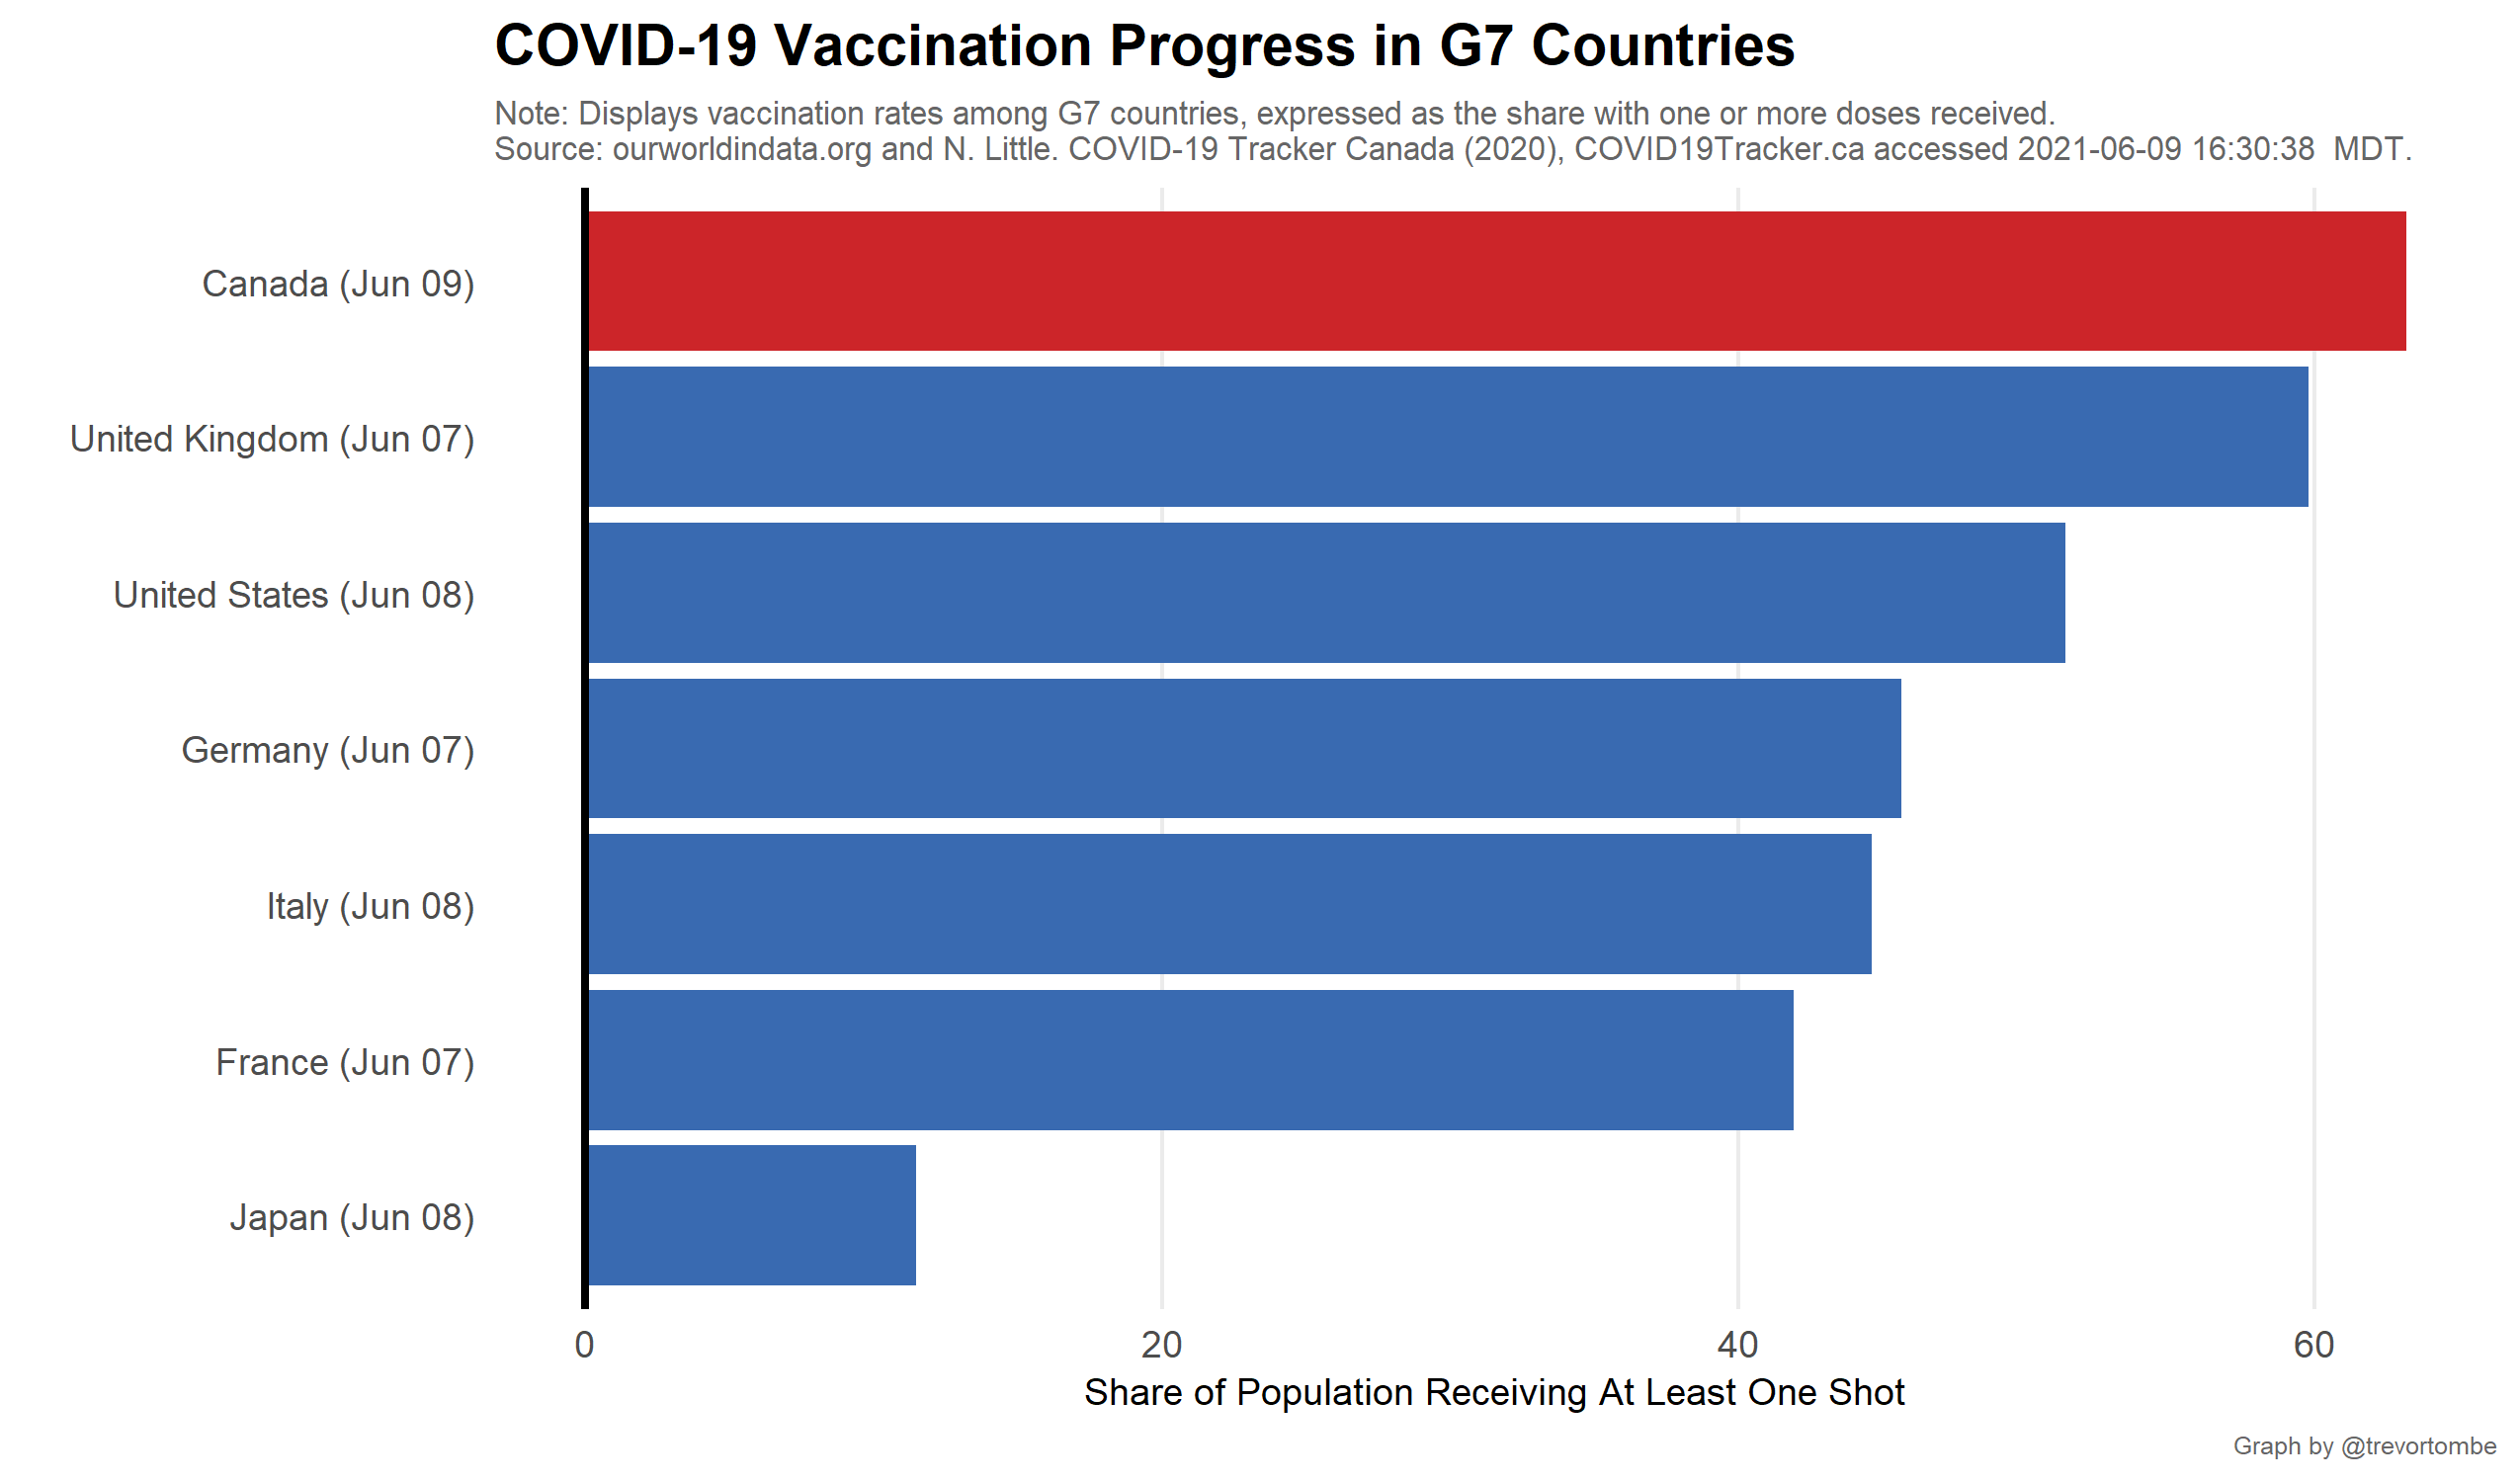 COVID-19 Vaccination Progress in G7 Countries
Note: Displays vaccination rates among G7 countries, expressed as the share with one or more doses received.
Source: ourworldindata.org and N. Little. COVID-19 Tracker Canada (2020), COVID19Tracker.ca accessed 2021-06-09 16:30:38  MDT.
Canada (Jun 09)
United Kingdom (Jun 07)
United States (Jun 08)
Germany (Jun 07)
Italy (Jun 08)
France (Jun 07)
Japan (Jun 08)
0 20 40 60
Share of Population Receiving At Least One Shot
Graph by @trevortombe